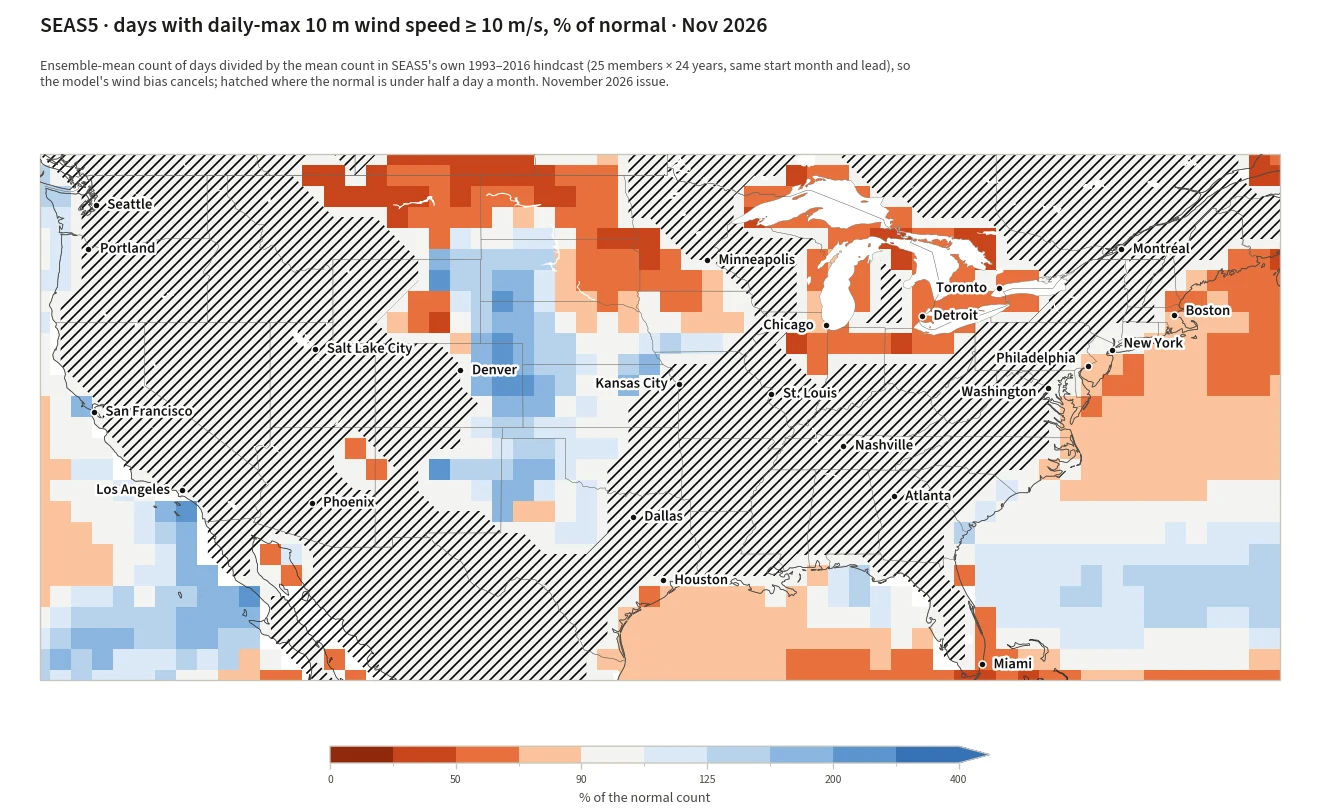 SEAS5 · days with daily-max 10 m wind speed ≥ 10 m/s, % of normal · Nov 2026
Ensemble-mean count of days divided by the mean count in SEAS5's own 1993–2016 hindcast (25 members × 24 years, same start month and lead), so
the model's wind bias cancels; hatched where the normal is under half a day a month. November 2026 issue.
Seattle
Portland
Montréal
Minneapolis
Toronto
Boston
Detroit
Chicago
New York
Salt Lake City
Philadelphia
Denver
Kansas City
Washington
St. Louis
San Francisco
Nashville
Los Angeles
Phoenix
Atlanta
Dallas
Houston
Miami
0 50 90 125 200 400
% of the normal count